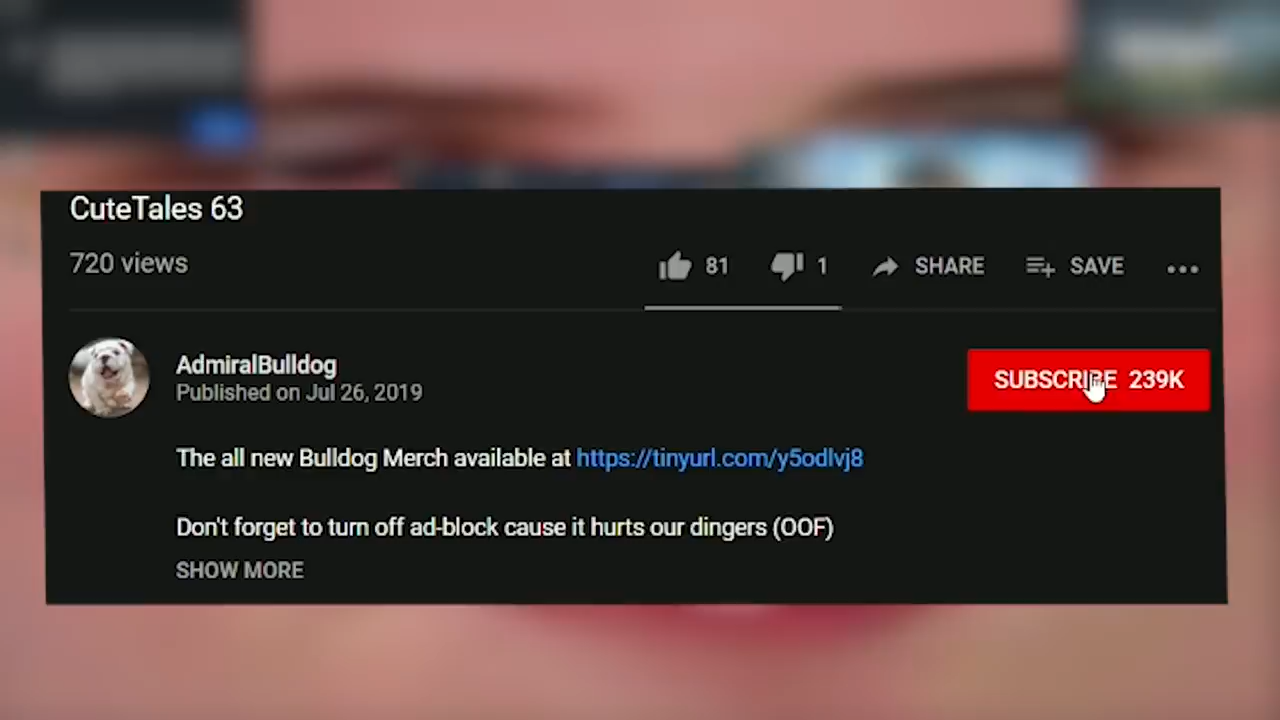 CuteTales 63
720 views
81 1 SHARE SAVE
AdmiralBulldog
Published on Jul 26, 2019
SUBSCRIBE 239K
The all new Bulldog Merch available at https://tinyurl.com/y5odlvj8
Don't forget to turn off ad-block cause it hurts our dingers (OOF)
SHOW MORE